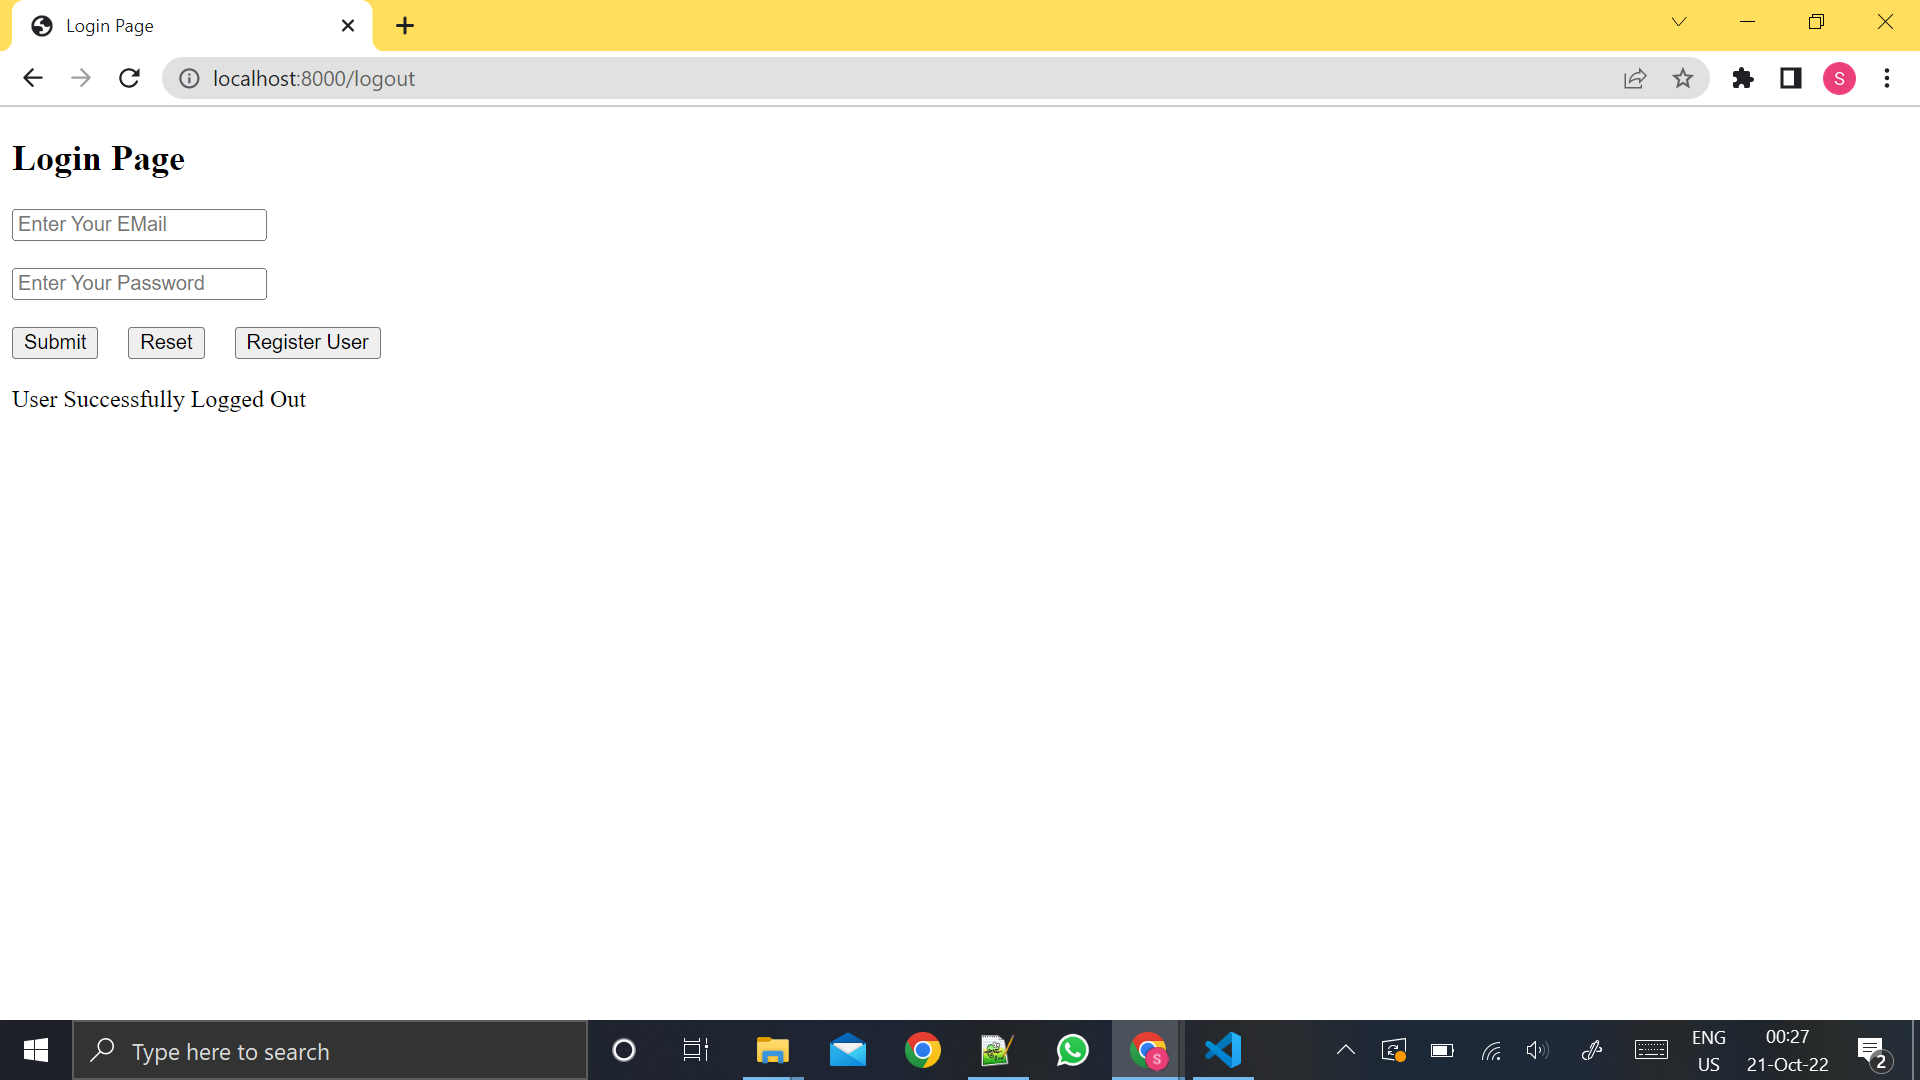 Login Page
localhost:8000/logout
S
Login Page
Enter Your EMail
Enter Your Password
Submit Reset Register User
User Successfully Logged Out
Type here to search
S
ENG
US
00:27
21-Oct-22
2